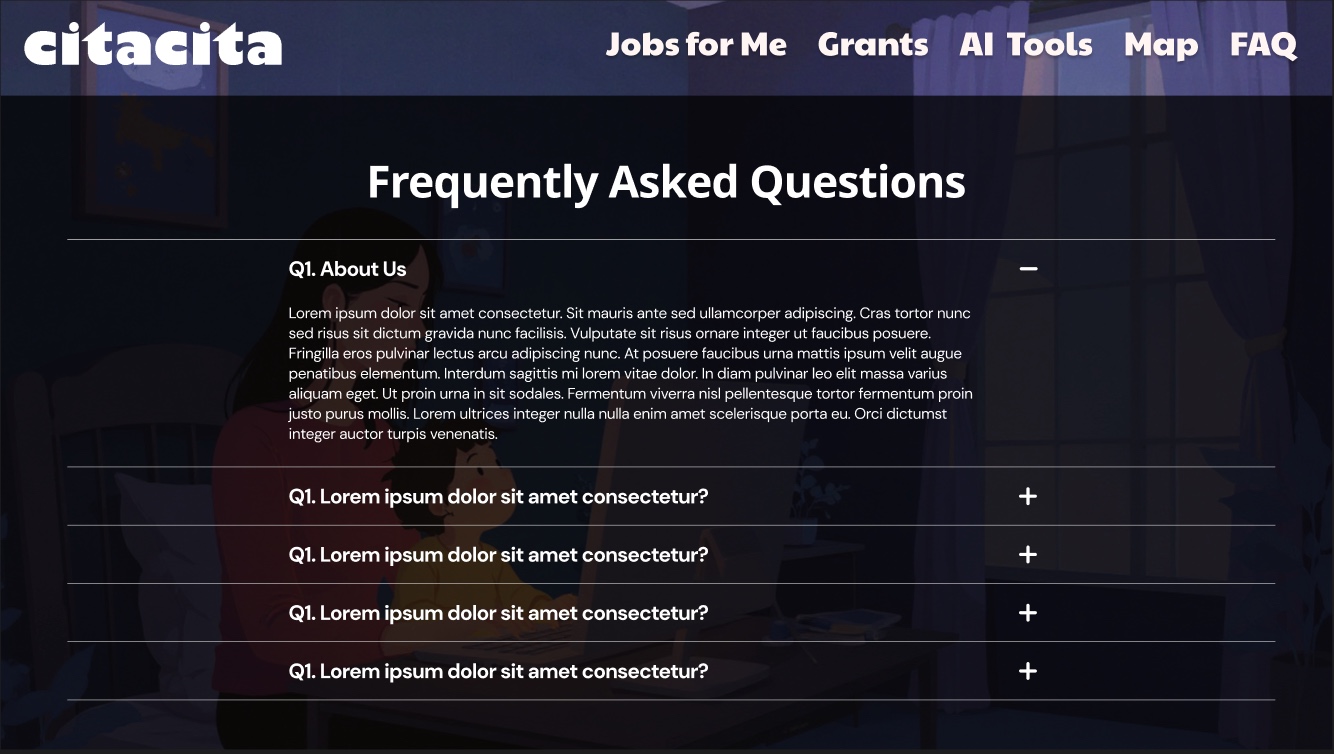 citacita
Jobs for Me
Grants
AI Tools
Map
FAQ
Frequently Asked Questions
Q1. About Us
Lorem ipsum dolor sit amet consectetur. Sit mauris ante sed ullamcorper adipiscing. Cras tortor nunc
sed risus sit dictum gravida nunc facilisis. Vulputate sit risus ornare integer ut faucibus posuere.
Fringilla eros pulvinar lectus arcu adipiscing nunc. At posuere faucibus urna mattis ipsum velit augue
penatibus elementum. Interdum sagittis mi lorem vitae dolor. In diam pulvinar leo elit massa varius
aliquam eget. Ut proin urna in sit sodales. Fermentum viverra nisl pellentesque tortor fermentum proin
justo purus mollis. Lorem ultrices integer nulla nulla enim amet scelerisque porta eu. Orci dictumst
integer auctor turpis venenatis.
Q1. Lorem ipsum dolor sit amet consectetur?
Q1. Lorem ipsum dolor sit amet consectetur?
Q1. Lorem ipsum dolor sit amet consectetur?
Q1. Lorem ipsum dolor sit amet consectetur?